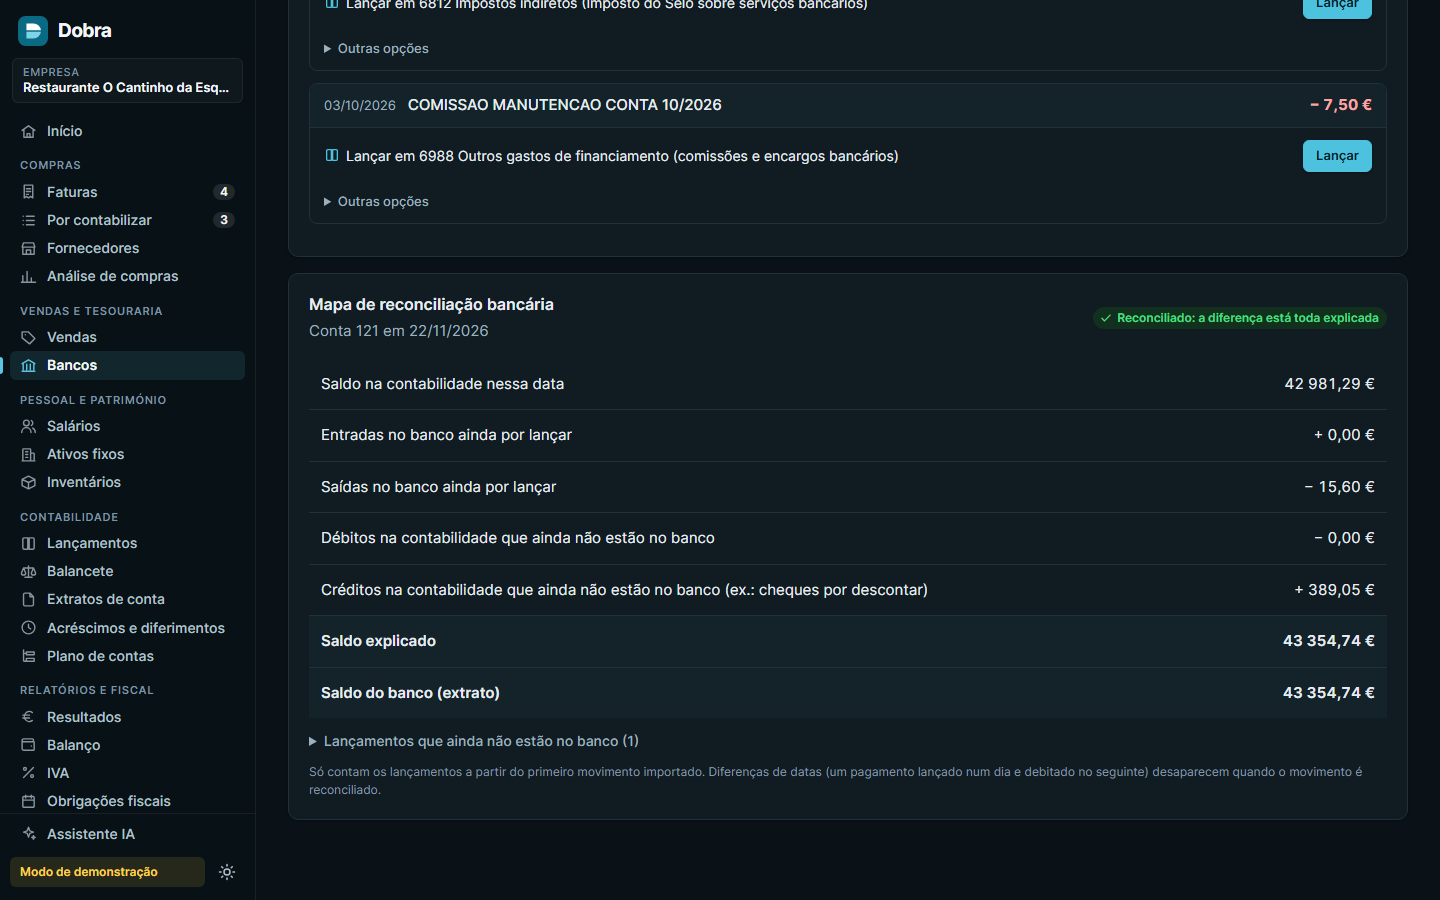 Dobra
EMPRESA
Restaurante O Cantinho da Esq...
Início
COMPRAS
Faturas 4
Por contabilizar 3
Fornecedores
Análise de compras
VENDAS E TESOURARIA
Vendas
Bancos
PESSOAL E PATRIMÓNIO
Salários
Ativos fixos
Inventários
CONTABILIDADE
Lançamentos
Balancete
Extratos de conta
Acréscimos e diferimentos
Plano de contas
RELATÓRIOS E FISCAL
Resultados
Balanço
IVA
Obrigações fiscais
Assistente IA
Modo de demonstração
Lançar em 6812 Impostos indiretos (Imposto do Selo sobre serviços bancários) Lançar
Outras opções
03/10/2026 COMISSAO MANUTENCAO CONTA 10/2026 − 7,50 €
Lançar em 6988 Outros gastos de financiamento (comissões e encargos bancários) Lançar
Outras opções
Mapa de reconciliação bancária
Conta 121 em 22/11/2026
Reconciliado: a diferença está toda explicada
Saldo na contabilidade nessa data 42 981,29 €
Entradas no banco ainda por lançar + 0,00 €
Saídas no banco ainda por lançar − 15,60 €
Débitos na contabilidade que ainda não estão no banco − 0,00 €
Créditos na contabilidade que ainda não estão no banco (ex.: cheques por descontar) + 389,05 €
Saldo explicado 43 354,74 €
Saldo do banco (extrato) 43 354,74 €
Lançamentos que ainda não estão no banco (1)
Só contam os lançamentos a partir do primeiro movimento importado. Diferenças de datas (um pagamento lançado num dia e debitado no seguinte) desaparecem quando o movimento é
reconciliado.